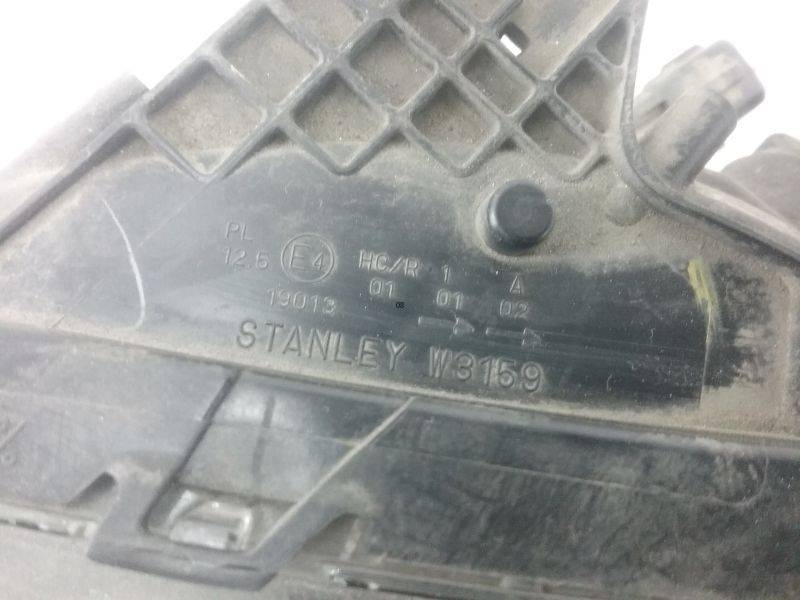 PL
12.5 E4 HC/R 1 A
01 01 02
19013
STANLEY W3159